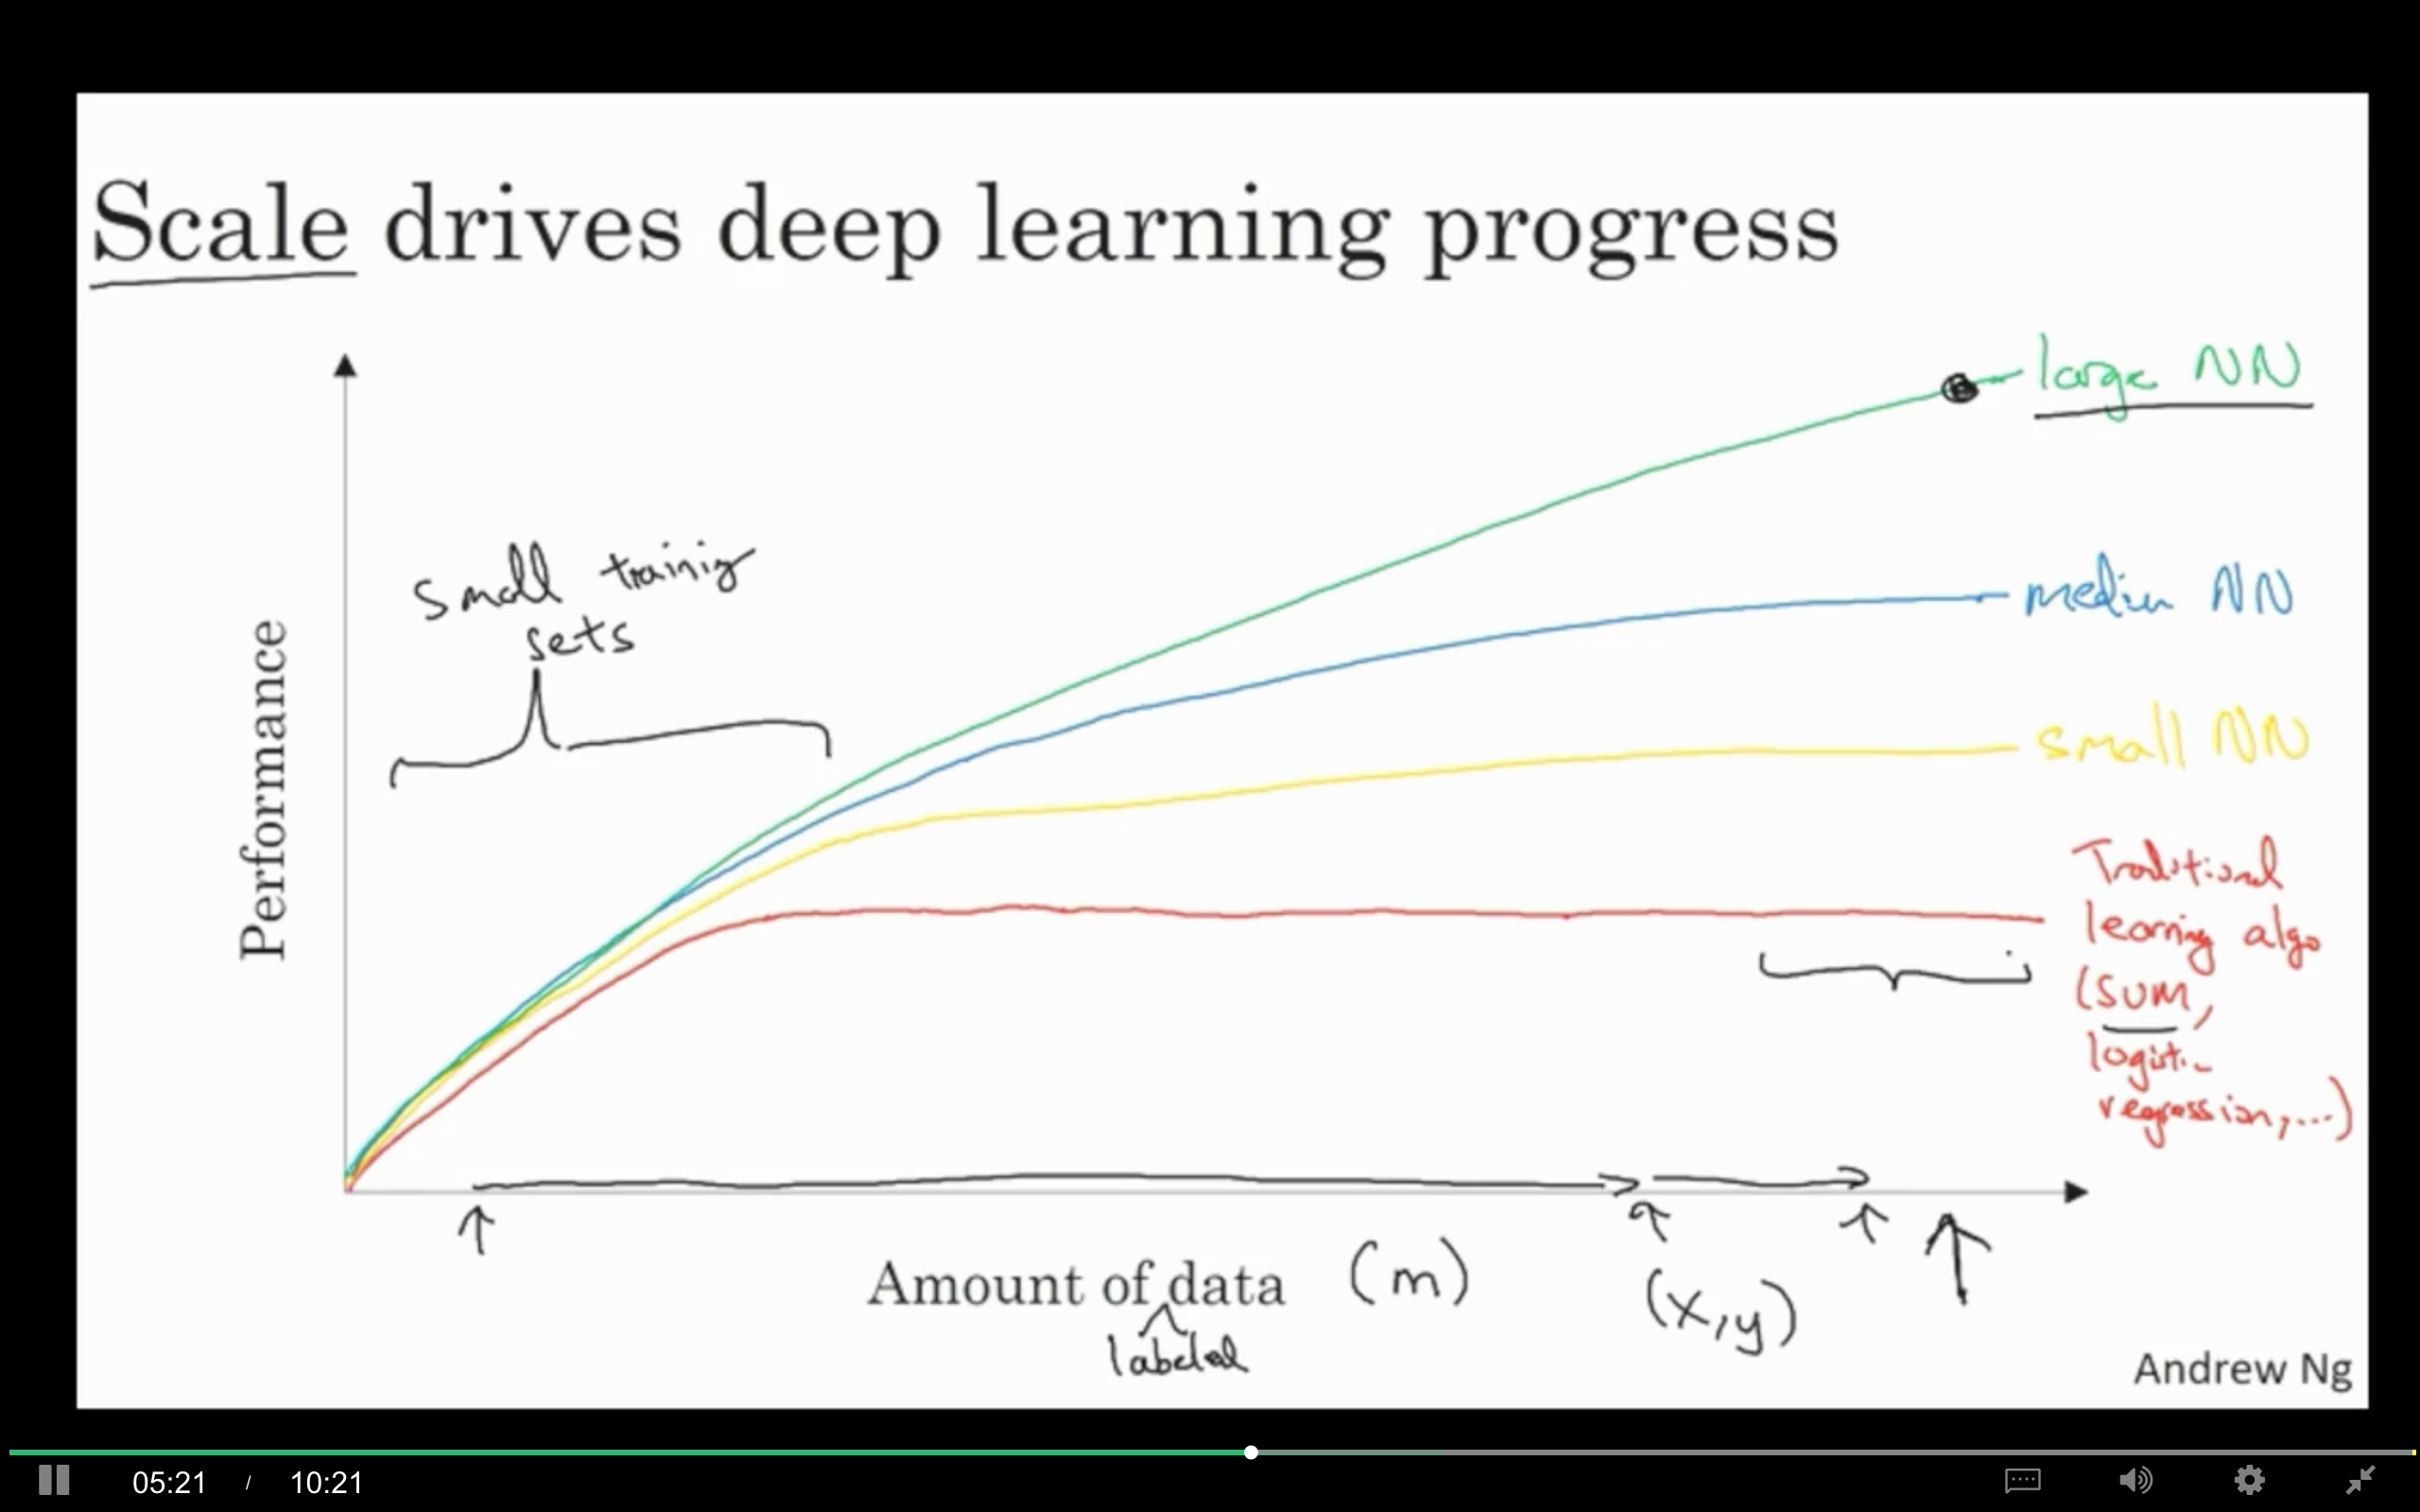 Scale drives deep learning progress
large NN
small training
sets
medium NN
Performance
small NN
Traditional
learning algo
(SVM,
logistic
regression,...)
Amount of data (m)
labeled
(x,y)
Andrew Ng
05:21 / 10:21